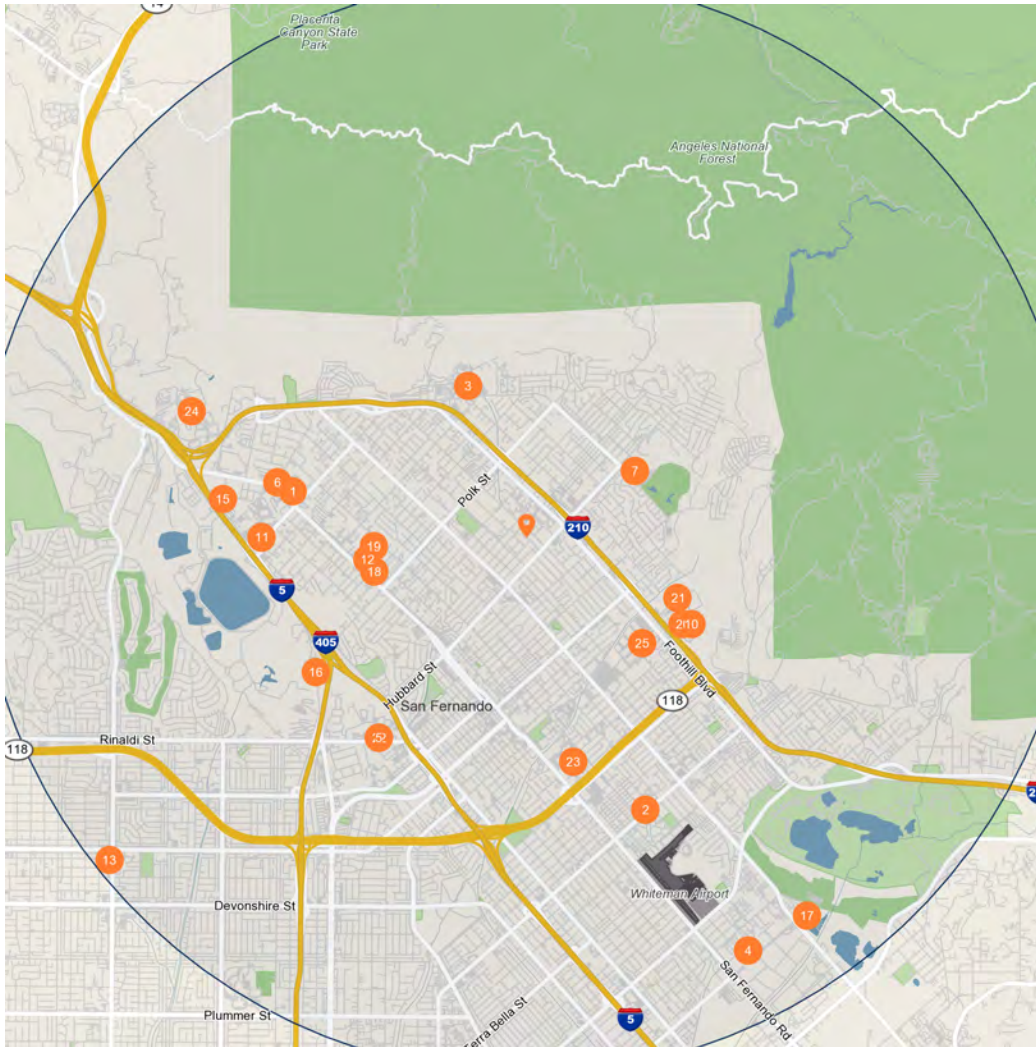 14
Placenta
Canyon State
Park
Angeles National
Forest
3
24
7
6
1
Polk St
15
210
11
19
12
18
5
21
10
25
405
16
Foothill Blvd
Hubbard St
118
San Fernando
Rinaldi St
118
23
2
13
Whiteman Airport
Devonshire St
17
4
San Fernando Rd
Plummer St
Terra Bella St
5